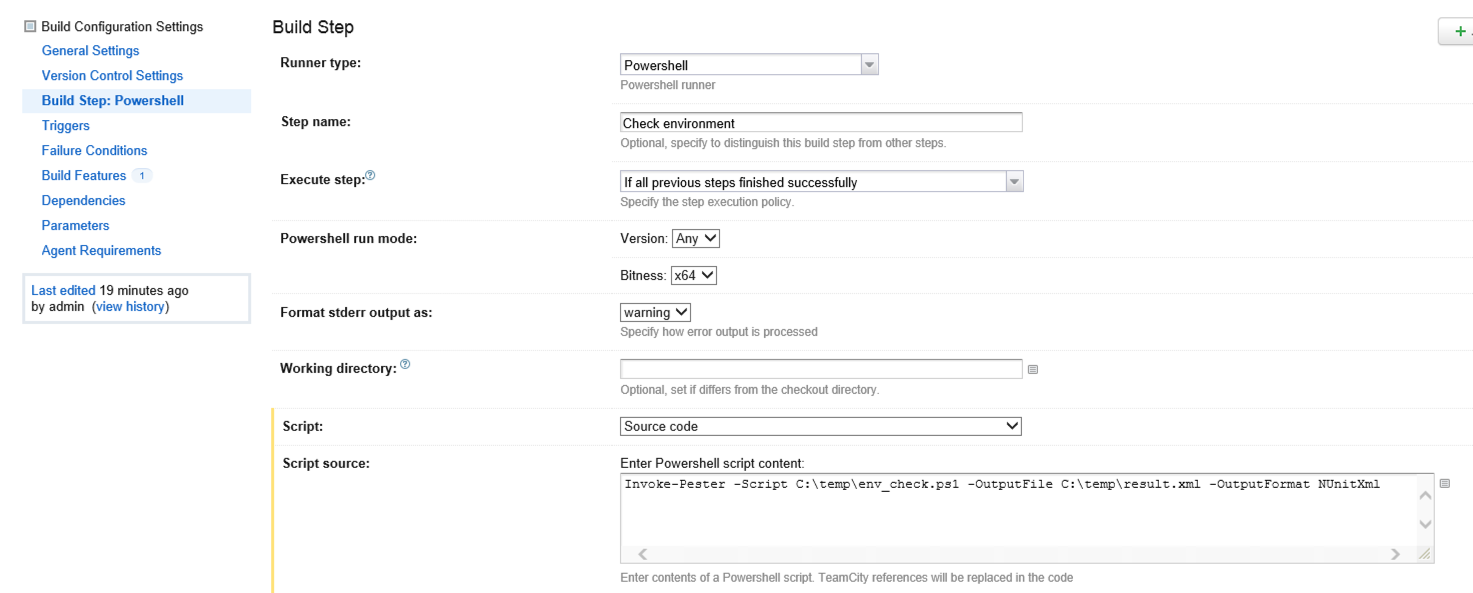 Build Configuration Settings
General Settings
Version Control Settings
Build Step: Powershell
Triggers
Failure Conditions
Build Features 1
Dependencies
Parameters
Agent Requirements
Last edited 19 minutes ago
by admin (view history)
Build Step
+
Runner type:
Powershell
Powershell runner
Step name:
Check environment
Optional, specify to distinguish this build step from other steps.
Execute step:?
If all previous steps finished successfully
Specify the step execution policy.
Powershell run mode:
Version: Any
Bitness: x64
Format stderr output as:
warning
Specify how error output is processed
Working directory: ?
Optional, set if differs from the checkout directory.
Script:
Source code
Script source:
Enter Powershell script content:
Invoke-Pester -Script C:\temp\env_check.ps1 -OutputFile C:\temp\result.xml -OutputFormat NUnitXml
Enter contents of a Powershell script. TeamCity references will be replaced in the code